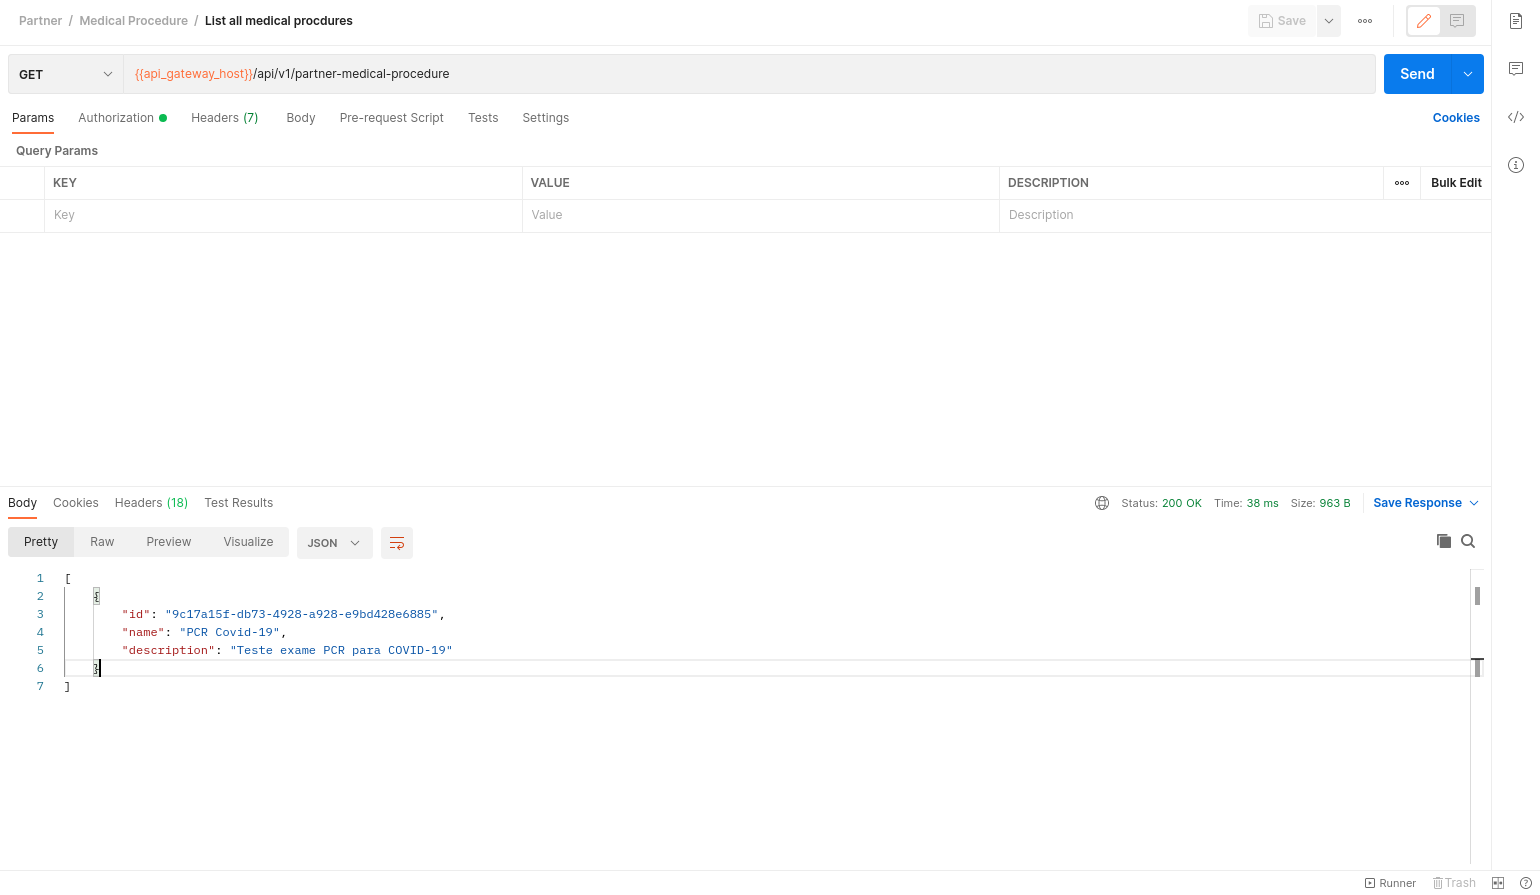 Partner / Medical Procedure / List all medical procdures
Save
GET {{api_gateway_host}}/api/v1/partner-medical-procedure Send
Params Authorization Headers (7) Body Pre-request Script Tests Settings Cookies
Query Params
KEY VALUE DESCRIPTION Bulk Edit
Key Value Description
Body Cookies Headers (18) Test Results Status: 200 OK Time: 38 ms Size: 963 B Save Response
Pretty Raw Preview Visualize JSON
1 [
2 {
3 "id": "9c17a15f-db73-4928-a928-e9bd428e6885",
4 "name": "PCR Covid-19",
5 "description": "Teste exame PCR para COVID-19"
6 }
7 ]
Runner Trash